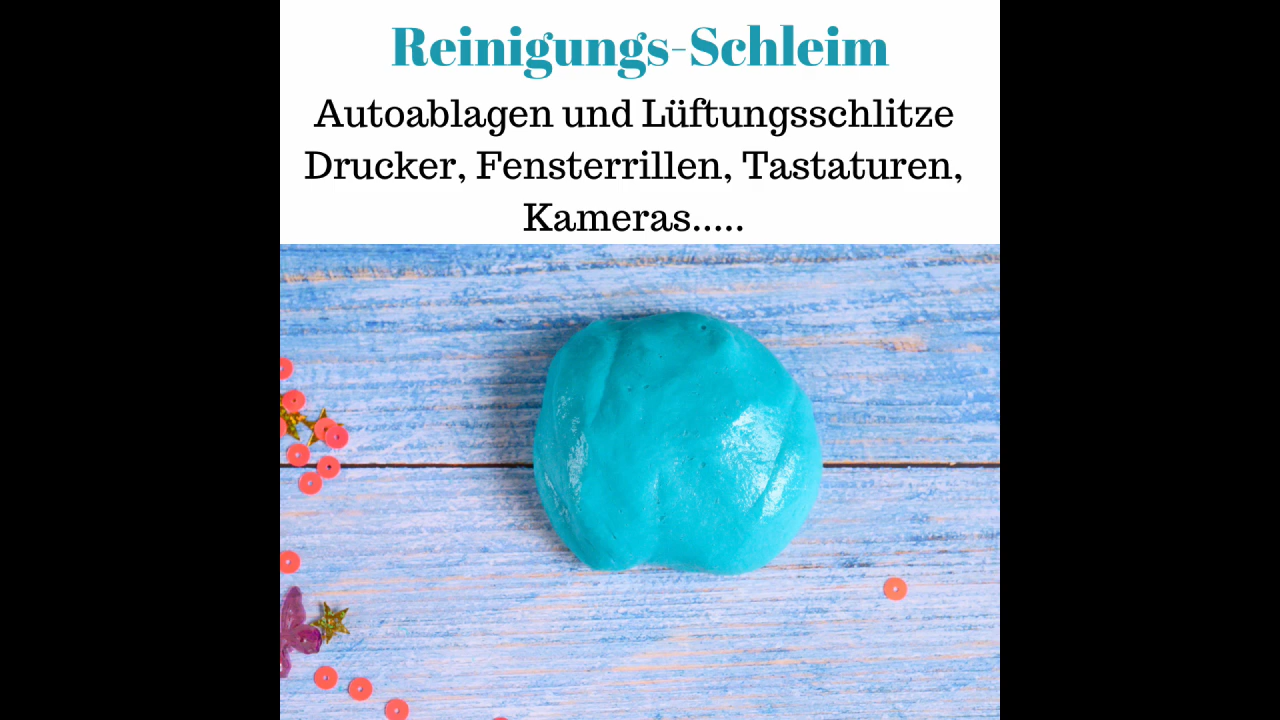 Reinigungs-Schleim
Autoablagen und Lüftungsschlitze
Drucker, Fensterrillen, Tastaturen,
Kameras.....